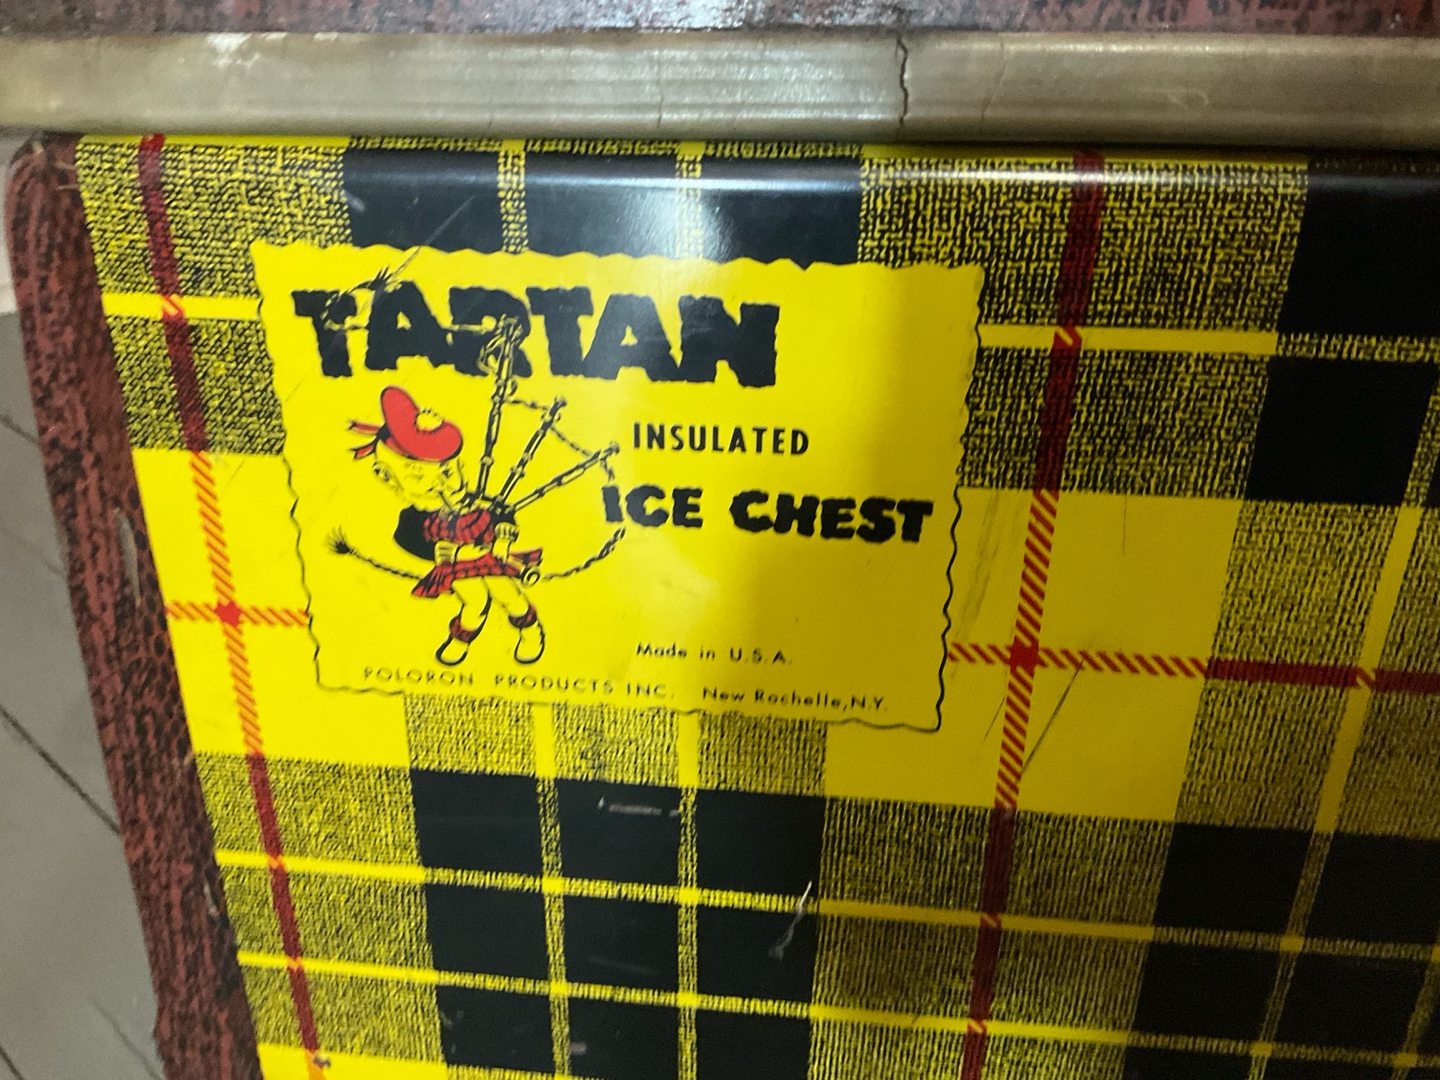 TARTAN
INSULATED
ICE CHEST
Made in U.S.A.
POLORON PRODUCTS INC. New Rochelle, N.Y.